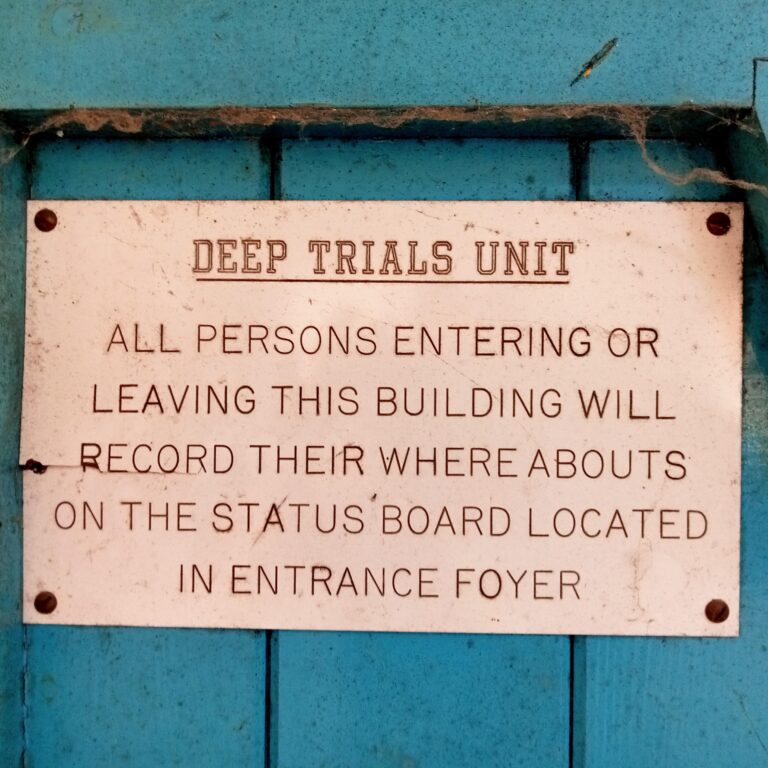 DEEP TRIALS UNIT
ALL PERSONS ENTERING OR
LEAVING THIS BUILDING WILL
RECORD THEIR WHERE ABOUTS
ON THE STATUS BOARD LOCATED
IN ENTRANCE FOYER